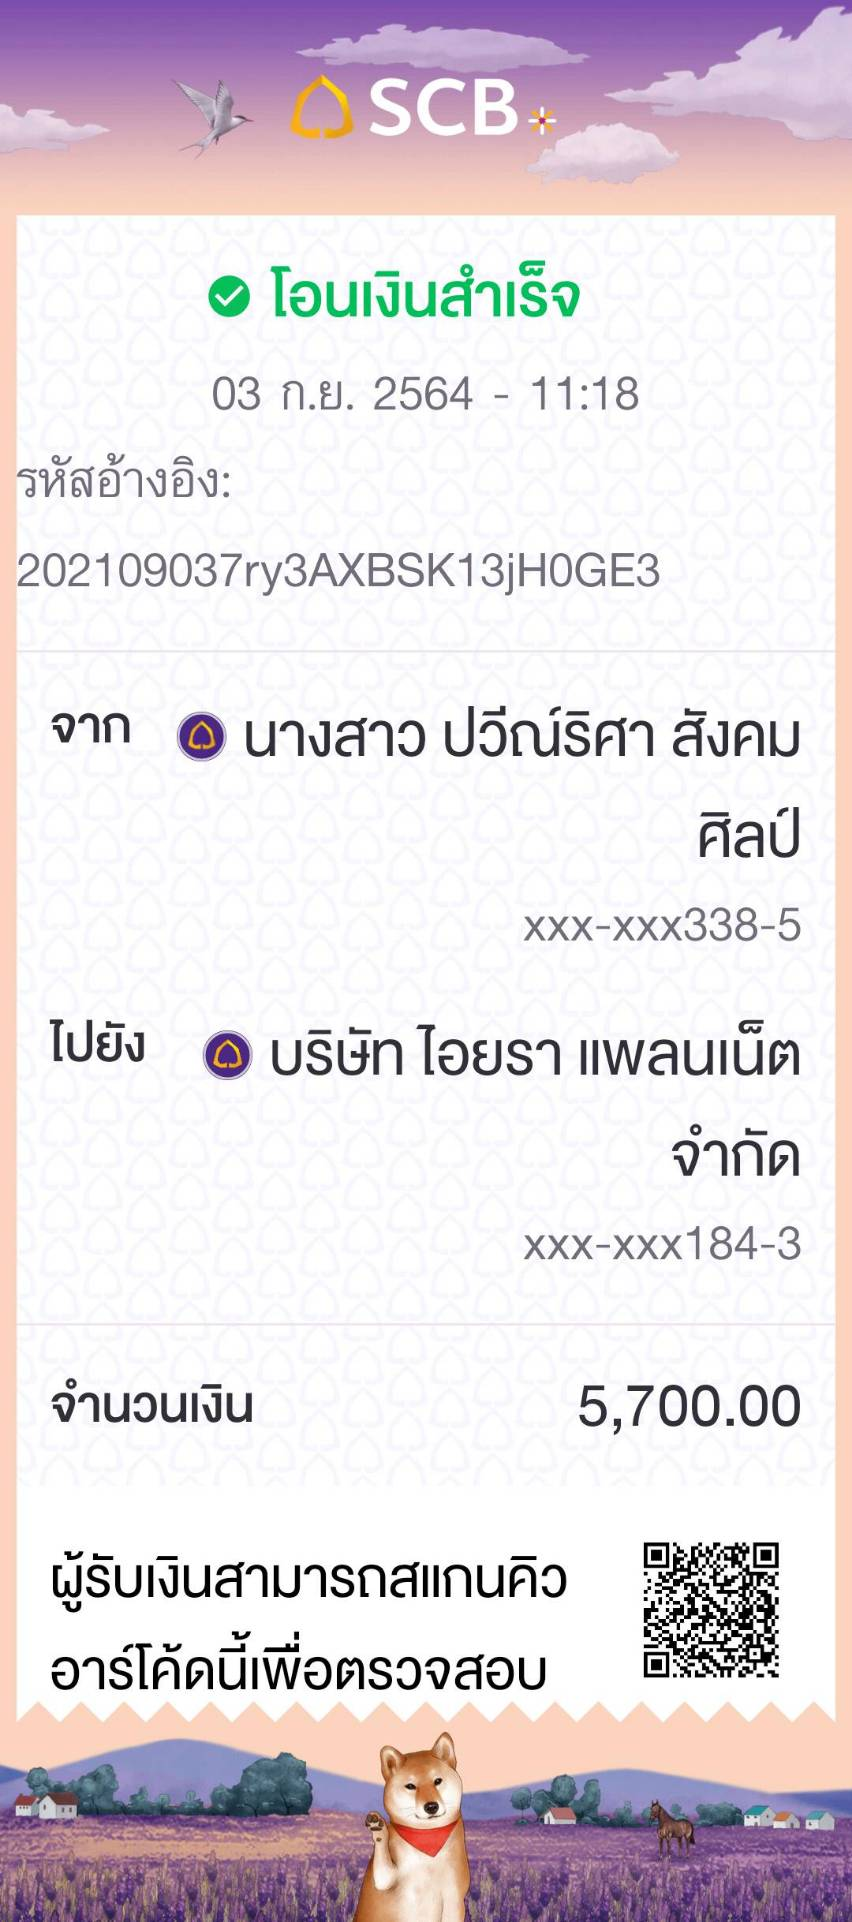 SCB
โอนเงินสำเร็จ
03 ก.ย. 2564 - 11:18
รหัสอ้างอิง:
202109037ry3AXBSK13jH0GE3
จาก นางสาว ปวีณ์ริศา สังคม
ศิลป์
xxx-xxx338-5
ไปยัง บริษัท ไอยรา แพลนเน็ต
จำกัด
xxx-xxx184-3
จำนวนเงิน 5,700.00
ผู้รับเงินสามารถสแกนคิว
อาร์โค้ดนี้เพื่อตรวจสอบ